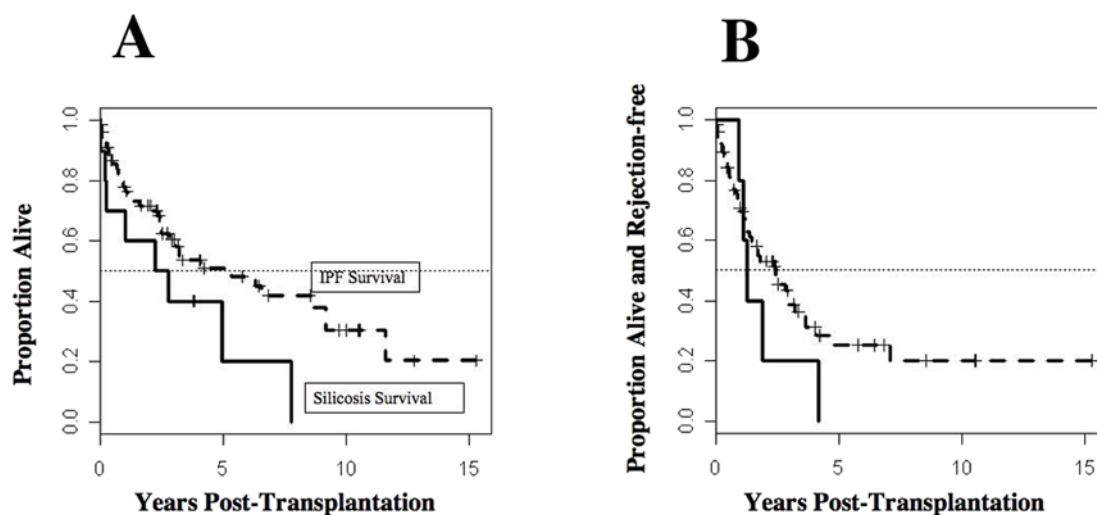 A
B
Proportion Alive
1.0
0.8
0.6
0.4
0.2
0.0
IPF Survival
Silicosis Survival
0 5 10 15
Years Post-Transplantation
Proportion Alive and Rejection-free
1.0
0.8
0.6
0.4
0.2
0.0
0 5 10 15
Years Post-Transplantation